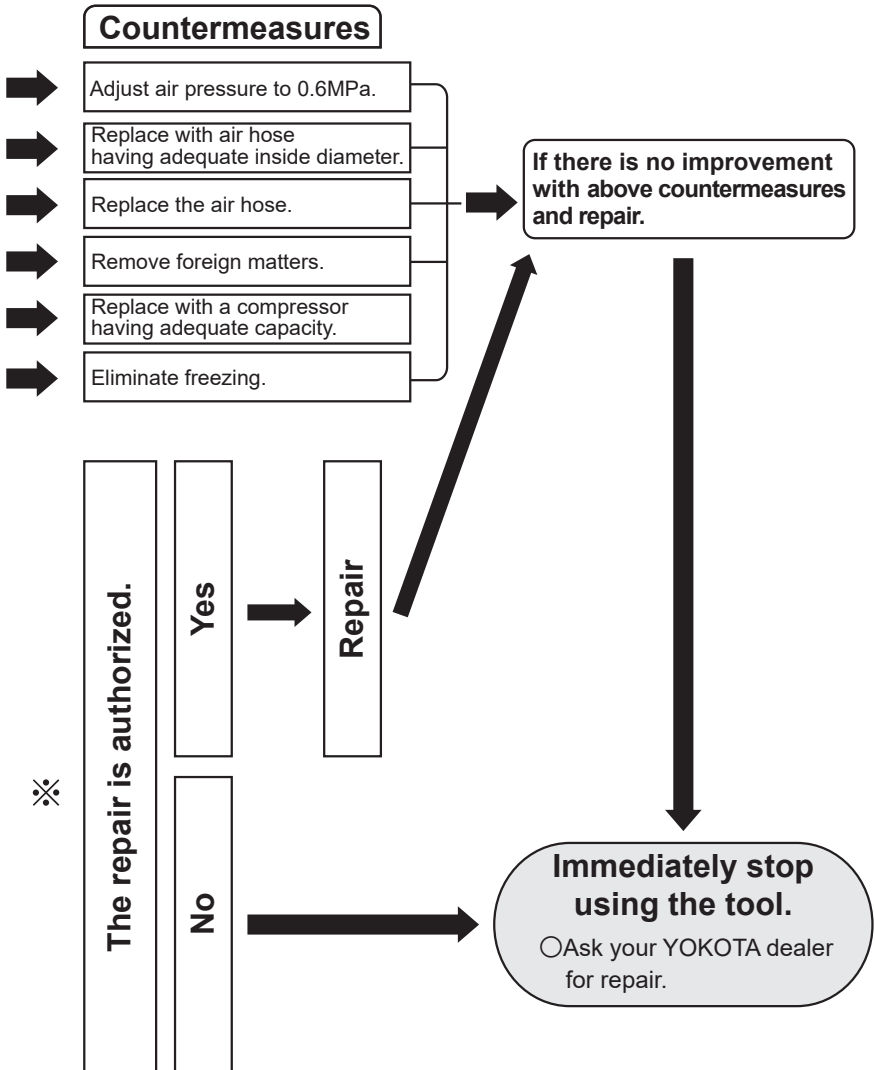 Countermeasures
Adjust air pressure to 0.6MPa.
Replace with air hose
having adequate inside diameter.
Replace the air hose.
Remove foreign matters.
Replace with a compressor
having adequate capacity.
Eliminate freezing.
If there is no improvement
with above countermeasures
and repair.
※
The repair is authorized.
Yes
Repair
No
Immediately stop
using the tool.
○Ask your YOKOTA dealer
for repair.